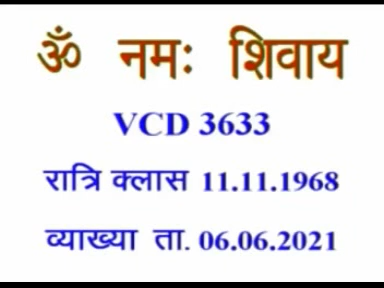 ॐ नमः शिवाय
VCD 3633
रात्रि क्लास 11.11.1968
व्याख्या ता. 06.06.2021